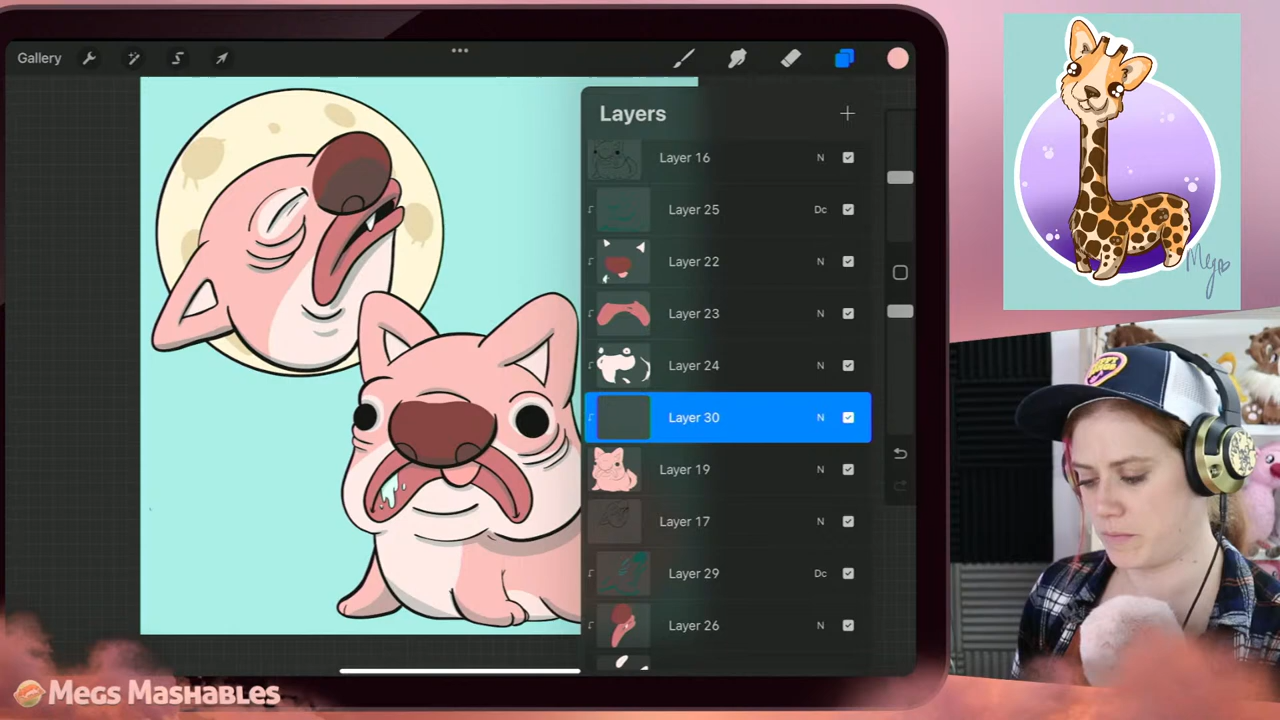 Gallery
Layers
Layer 16 N
Layer 25 Dc
Layer 22 N
Layer 23 N
Layer 24 N
Layer 30 N
Layer 19 N
Layer 17 N
Layer 29 Dc
Layer 26 N
Meg
Megs Mashables